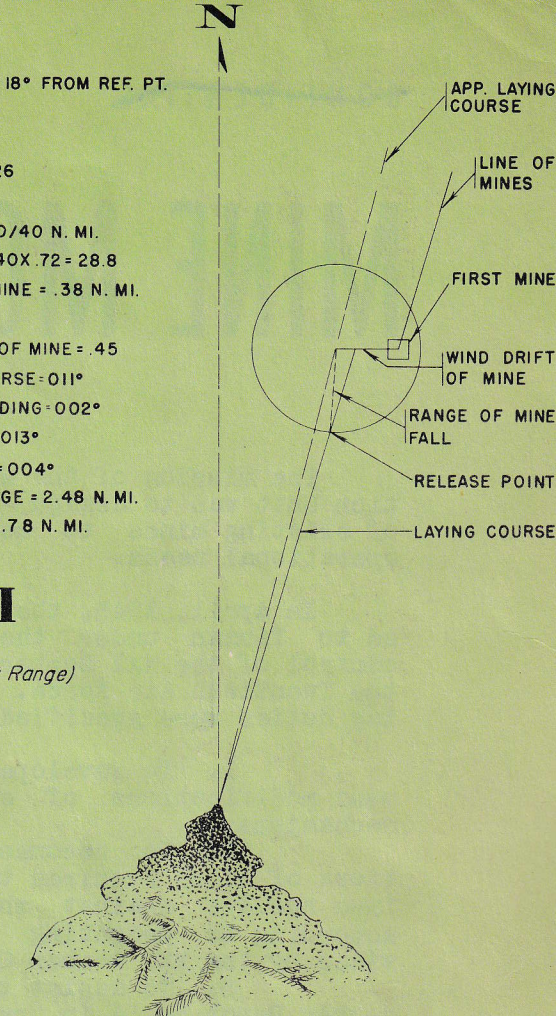 N
18° FROM REF. PT.
26
0/40 N. MI.
40X.72=28.8
MINE = .38 N. MI.
OF MINE=.45
RSE=011°
DING=002°
013°
=004°
GE = 2.48 N. MI.
.78 N. MI.
I
Range)
APP. LAYING
COURSE
LINE OF
MINES
FIRST MINE
WIND DRIFT
OF MINE
RANGE OF MINE
FALL
RELEASE POINT
LAYING COURSE